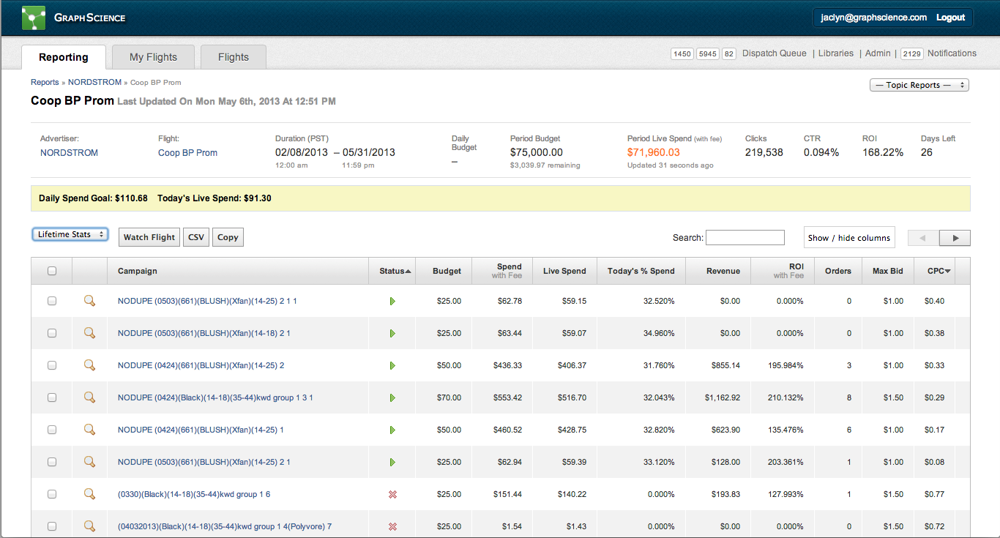 GRAPHSCIENCE
jaclyn@graphscience.com Logout
Reporting My Flights Flights
1450 5945 82 Dispatch Queue | Libraries | Admin | 2129 Notifications
Reports » NORDSTROM » Coop BP Prom
— Topic Reports —
Coop BP Prom Last Updated On Mon May 6th, 2013 At 12:51 PM
Advertiser: Flight: Duration (PST) Daily Budget Period Budget Period Live Spend (with fee) Clicks CTR ROI Days Left
NORDSTROM Coop BP Prom 02/08/2013 – 05/31/2013 – $75,000.00 $71,960.03 219,538 0.094% 168.22% 26
12:00 am 11:59 pm $3,039.97 remaining Updated 31 seconds ago
Daily Spend Goal: $110.68 Today's Live Spend: $91.30
Lifetime Stats Watch Flight CSV Copy Search: Show / hide columns
Campaign Status Budget Spend with Fee Live Spend Today's % Spend Revenue ROI with Fee Orders Max Bid CPC
NODUPE (0503)(661)(BLUSH)(Xfan)(14-25) 2 1 1 $25.00 $62.78 $59.15 32.520% $0.00 0.000% 0 $1.00 $0.40
NODUPE (0503)(661)(BLUSH)(Xfan)(14-18) 2 1 $25.00 $63.44 $59.07 34.960% $0.00 0.000% 0 $1.00 $0.38
NODUPE (0424)(661)(BLUSH)(Xfan)(14-25) 2 $50.00 $436.33 $406.37 31.760% $855.14 195.984% 3 $1.00 $0.33
NODUPE (0424)(Black)(14-18)(35-44)kwd group 1 3 1 $70.00 $553.42 $516.70 32.043% $1,162.92 210.132% 8 $1.50 $0.29
NODUPE (0424)(661)(BLUSH)(Xfan)(14-25) 1 $50.00 $460.52 $428.75 32.820% $623.90 135.476% 6 $1.00 $0.17
NODUPE (0503)(661)(BLUSH)(Xfan)(14-25) 2 1 $25.00 $62.94 $59.39 33.120% $128.00 203.361% 1 $1.00 $0.08
(0330)(Black)(14-18)(35-44)kwd group 1 6 $25.00 $151.44 $140.22 0.000% $193.83 127.993% 1 $1.50 $0.77
(04032013)(Black)(14-18)(35-44)kwd group 1 4(Polyvore) 7 $25.00 $1.54 $1.43 0.000% $0.00 0.000% 0 $1.50 $0.72